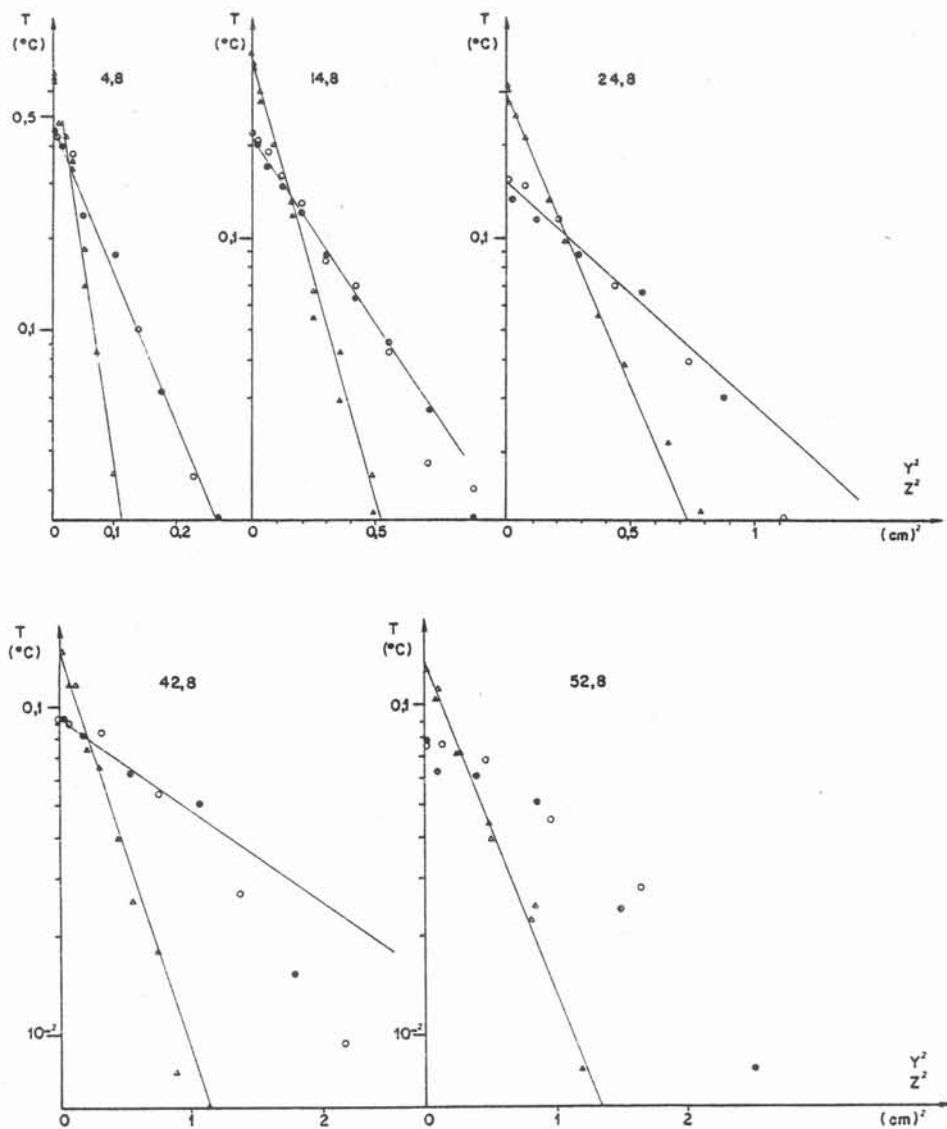 T
(°C)
4,8
0,5
0,1
0
0,1
0,2
T
(°C)
14,8
0,1
0
0,5
T
(°C)
24,8
0,1
0
0,5
1
Y²
Z²
(cm)²
T
(°C)
42,8
0,1
10⁻²
0
1
2
T
(°C)
52,8
0,1
10⁻²
0
1
2
Y²
Z²
(cm)²